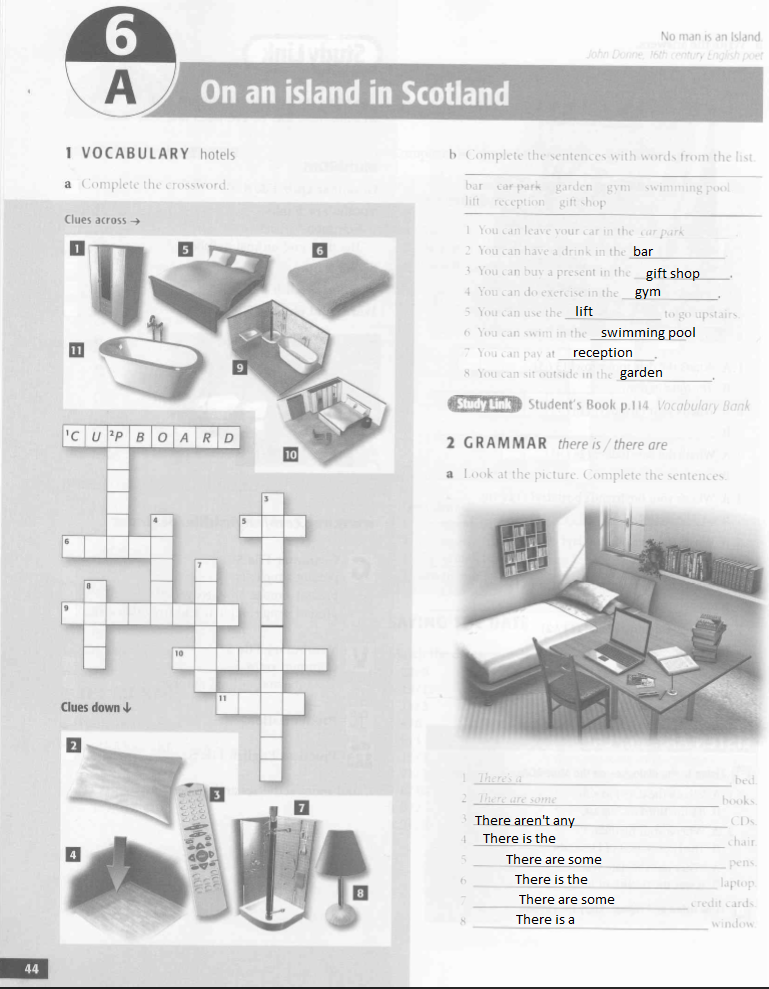 6
A
No man is an Island.
John Donne, 16th century English poet
On an island in Scotland
1 VOCABULARY hotels
a Complete the crossword.
Clues across →
1
5
6
11
9
10
¹C U ²P B O A R D
3
4
5
6
7
8
9
10
11
Clues down ↓
2
3
4
7
8
b Complete the sentences with words from the list.
bar car park garden gym swimming pool
lift reception gift shop
1 You can leave your car in the car park.
2 You can have a drink in the bar
3 You can buy a present in the gift shop.
4 You can do exercise in the gym.
5 You can use the lift to go upstairs.
6 You can swim in the swimming pool
7 You can pay at reception.
8 You can sit outside in the garden.
Study Link Student's Book p.114 Vocabulary Bank
2 GRAMMAR there is / there are
a Look at the picture. Complete the sentences.
1 There's a bed.
2 There are some books.
3 There aren't any CDs.
4 There is the chair.
5 There are some pens.
6 There is the laptop.
7 There are some credit cards.
8 There is a window.
44